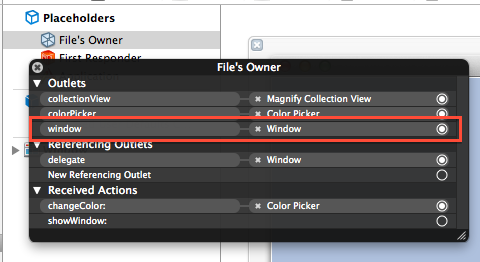 Placeholders
File's Owner
First Responder
File's Owner
Outlets
collectionView Magnify Collection View
colorPicker Color Picker
window Window
Referencing Outlets
delegate Window
New Referencing Outlet
Received Actions
changeColor: Color Picker
showWindow: